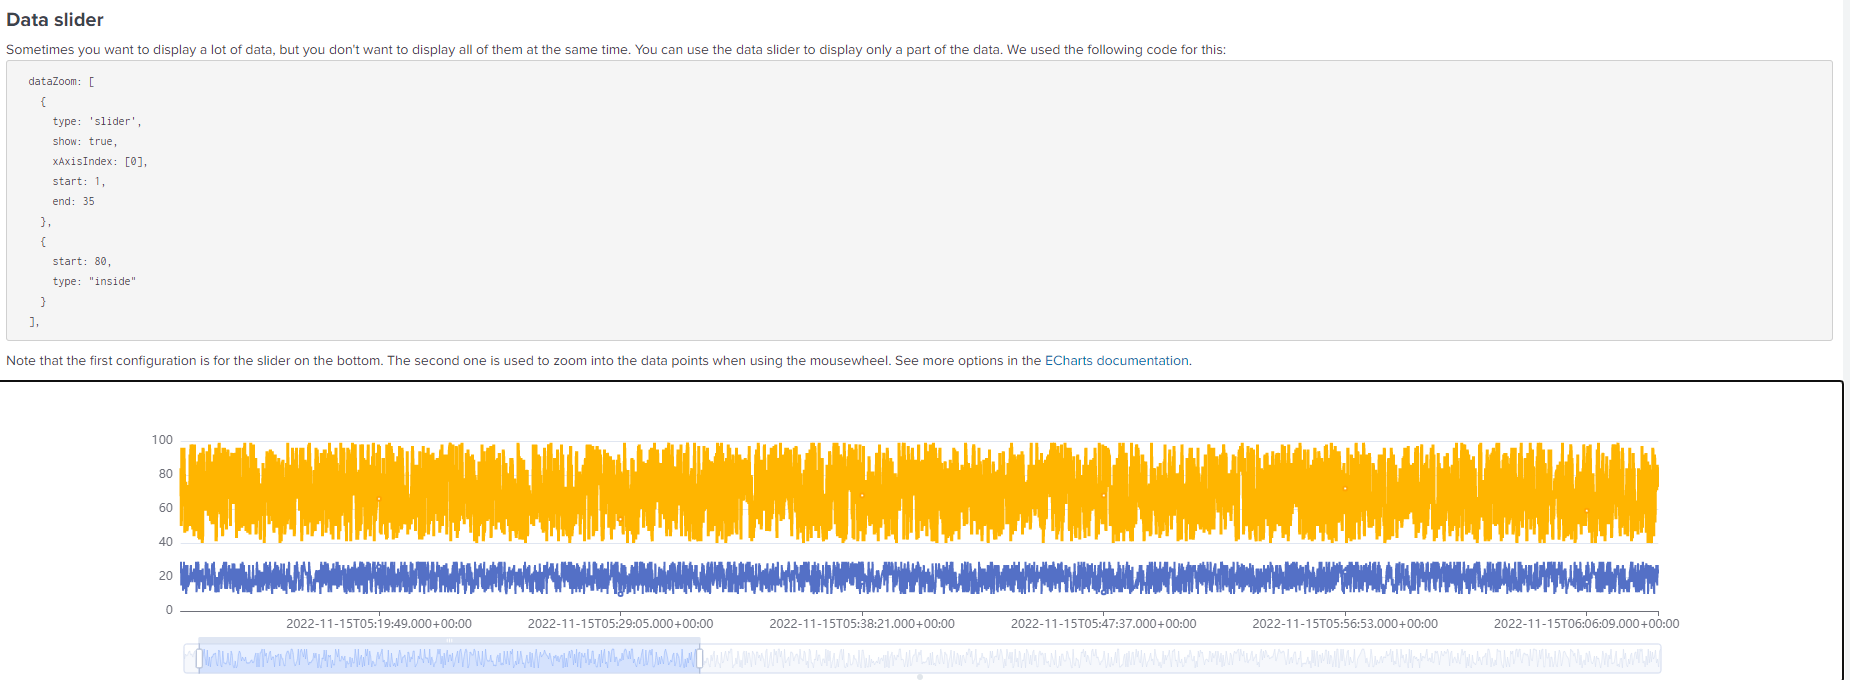 Data slider
Sometimes you want to display a lot of data, but you don't want to display all of them at the same time. You can use the data slider to display only a part of the data. We used the following code for this:
dataZoom: [
{
type: 'slider',
show: true,
xAxisIndex: [0],
start: 1,
end: 35
},
{
start: 80,
type: "inside"
}
],
Note that the first configuration is for the slider on the bottom. The second one is used to zoom into the data points when using the mousewheel. See more options in the ECharts documentation.
100
80
60
40
20
0
2022-11-15T05:19:49.000+00:00 2022-11-15T05:29:05.000+00:00 2022-11-15T05:38:21.000+00:00 2022-11-15T05:47:37.000+00:00 2022-11-15T05:56:53.000+00:00 2022-11-15T06:06:09.000+00:00